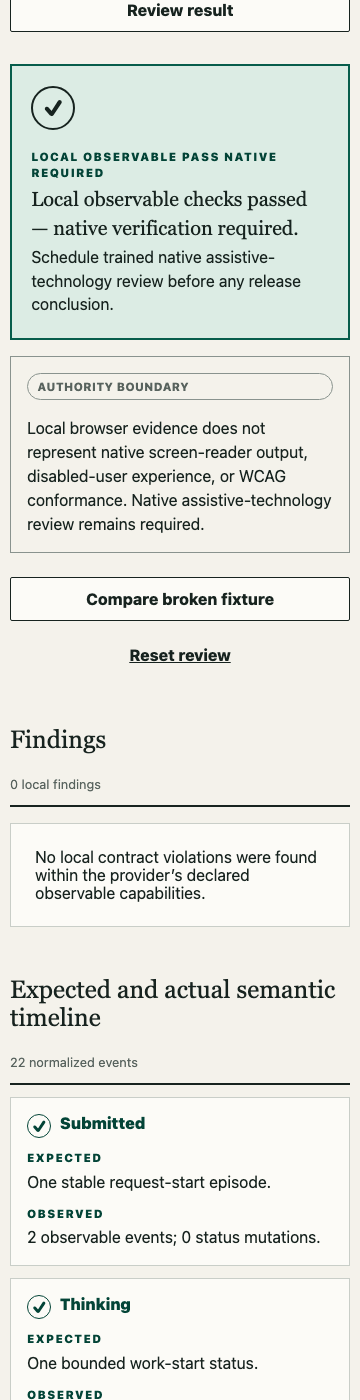 Review result
LOCAL OBSERVABLE PASS NATIVE
REQUIRED
Local observable checks passed
— native verification required.
Schedule trained native assistive-
technology review before any release
conclusion.
AUTHORITY BOUNDARY
Local browser evidence does not
represent native screen-reader output,
disabled-user experience, or WCAG
conformance. Native assistive-technology
review remains required.
Compare broken fixture
Reset review
Findings
0 local findings
No local contract violations were found
within the provider’s declared
observable capabilities.
Expected and actual semantic
timeline
22 normalized events
Submitted
EXPECTED
One stable request-start episode.
OBSERVED
2 observable events; 0 status mutations.
Thinking
EXPECTED
One bounded work-start status.
OBSERVED